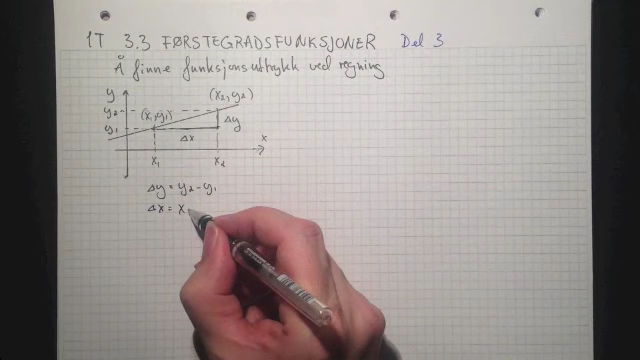 1T 3.3 FØRSTEGRADSFUNKSJONER Del 3
Å finne funksjonsuttrykk ved regning
y
y₂
(x₁,y₁)
(x₂,y₂)
y₁
Δy
Δx
x
x₁
x₂
Δy = y₂ - y₁
Δx = x